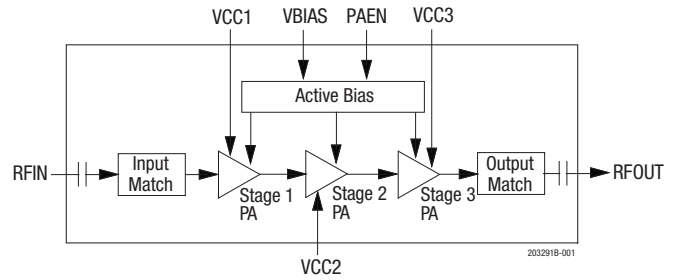 VCC1 VBIAS PAEN VCC3
Active Bias
RFIN
Input
Match
Stage 1
PA
Stage 2
PA
Stage 3
PA
Output
Match
RFOUT
203291B-001
VCC2